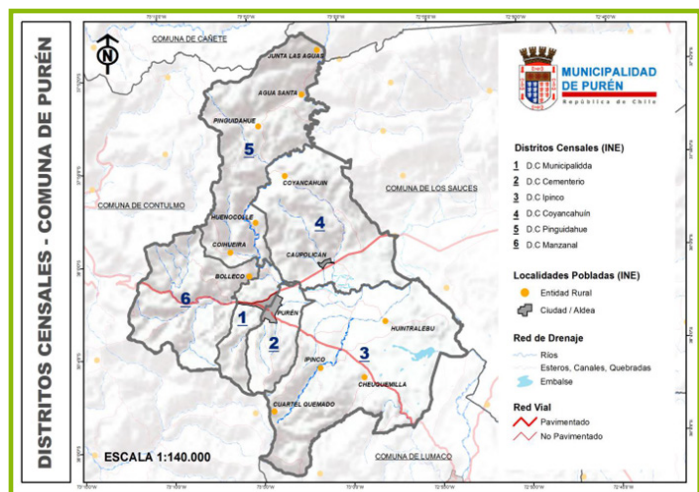 DISTRITOS CENSALES - COMUNA DE PURÉN
COMUNA DE CAÑETE
N
JUNTA LAS AGUAS
AGUA SANTA
PINGUIDAHUE
5
COYANCAHUIN
COMUNA DE LOS SAUCES
COMUNA DE CONTULMO
HUENOCOLLE
4
COIHUEIRA
CAUPOLICAN
BOLLECO
6
1
PURÉN
2
HUINTRALEBU
IPINCO
3
CHEUQUEMILLA
CUARTEL QUEMADO
ESCALA 1:140.000
COMUNA DE LUMACO
MUNICIPALIDAD
DE PURÉN
República de Chile
Distritos Censales (INE)
1 D.C Municipalidda
2 D.C Cementerio
3 D.C Ipinco
4 D.C Coyancahuín
5 D.C Pinguidahue
6 D.C Manzanal
Localidades Pobladas (INE)
Entidad Rural
Ciudad / Aldea
Red de Drenaje
Ríos
Esteros, Canales, Quebradas
Embalse
Red Vial
Pavimentado
No Pavimentado